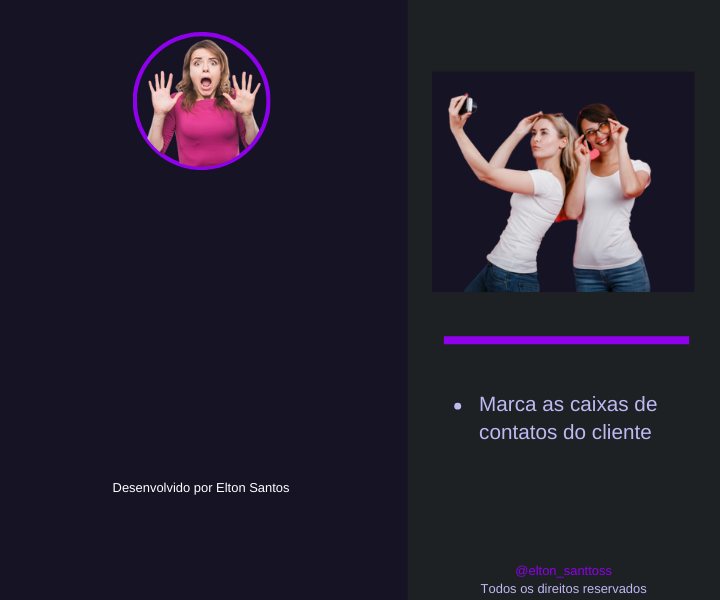 Desenvolvido por Elton Santos
• Marca as caixas de
contatos do cliente
@elton_santtoss
Todos os direitos reservados